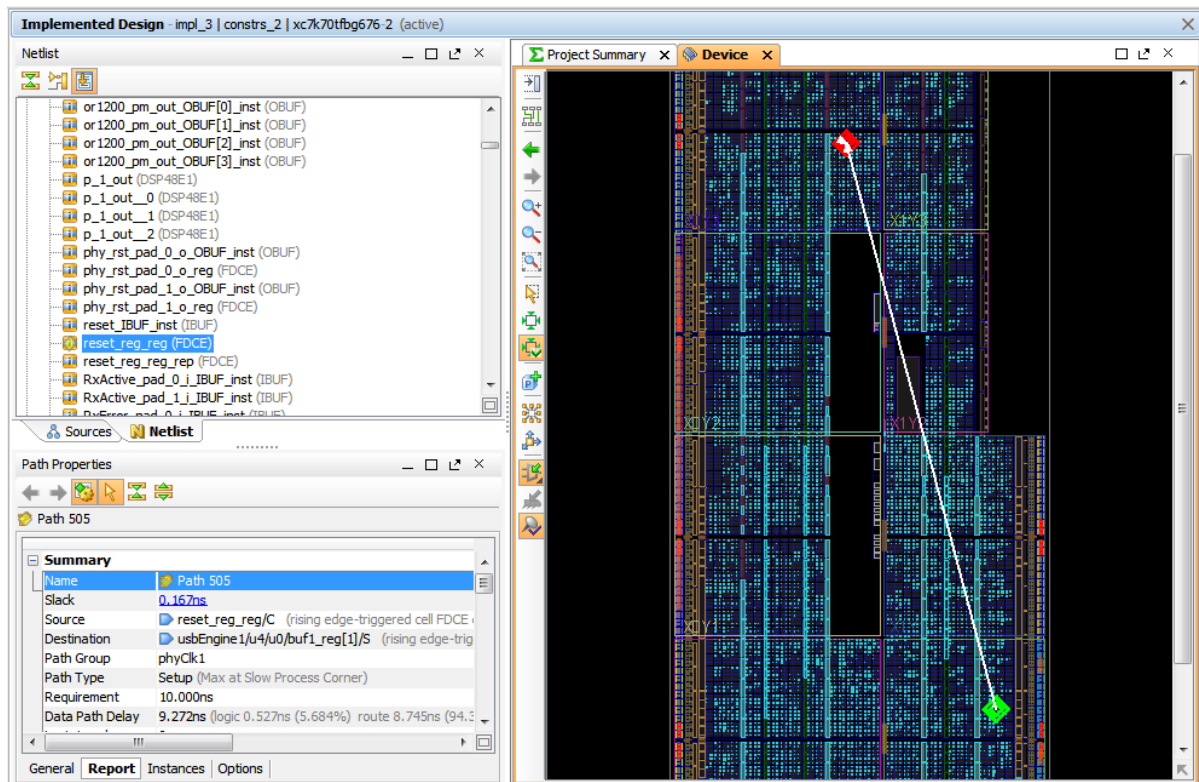 Implemented Design - impl_3 | constrs_2 | xc7k70tfbg676-2 (active)
Netlist
or1200_pm_out_OBUF[0]_inst (OBUF)
or1200_pm_out_OBUF[1]_inst (OBUF)
or1200_pm_out_OBUF[2]_inst (OBUF)
or1200_pm_out_OBUF[3]_inst (OBUF)
p_1_out (DSP48E1)
p_1_out__0 (DSP48E1)
p_1_out__1 (DSP48E1)
p_1_out__2 (DSP48E1)
phy_rst_pad_0_o_OBUF_inst (OBUF)
phy_rst_pad_0_o_reg (FDCE)
phy_rst_pad_1_o_OBUF_inst (OBUF)
phy_rst_pad_1_o_reg (FDCE)
reset_IBUF_inst (IBUF)
reset_reg_reg (FDCE)
reset_reg_reg_rep (FDCE)
RxActive_pad_0_i_IBUF_inst (IBUF)
RxActive_pad_1_i_IBUF_inst (IBUF)
RxError_pad_0_i_IBUF_inst (IBUF)
Sources
Netlist
Path Properties
Path 505
Summary
Name Path 505
Slack 0.167ns
Source reset_reg_reg/C (rising edge-triggered cell FDCE
Destination usbEngine1/u4/u0/buf1_reg[1]/S (rising edge-trig
Path Group phyClk1
Path Type Setup (Max at Slow Process Corner)
Requirement 10.000ns
Data Path Delay 9.272ns (logic 0.527ns (5.684%) route 8.745ns (94.3
General Report Instances Options
Σ Project Summary
Device
X1Y3
X0Y2
X1Y
X0Y1